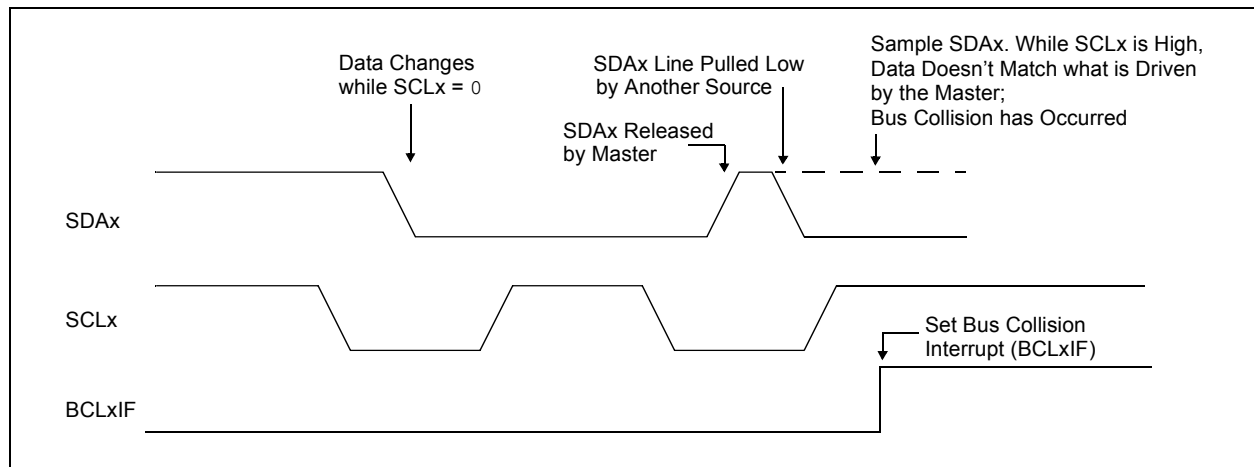 Data Changes
while SCLx = 0
SDAx Line Pulled Low
by Another Source
SDAx Released
by Master
Sample SDAx. While SCLx is High,
Data Doesn’t Match what is Driven
by the Master;
Bus Collision has Occurred
SDAx
SCLx
Set Bus Collision
Interrupt (BCLxIF)
BCLxIF